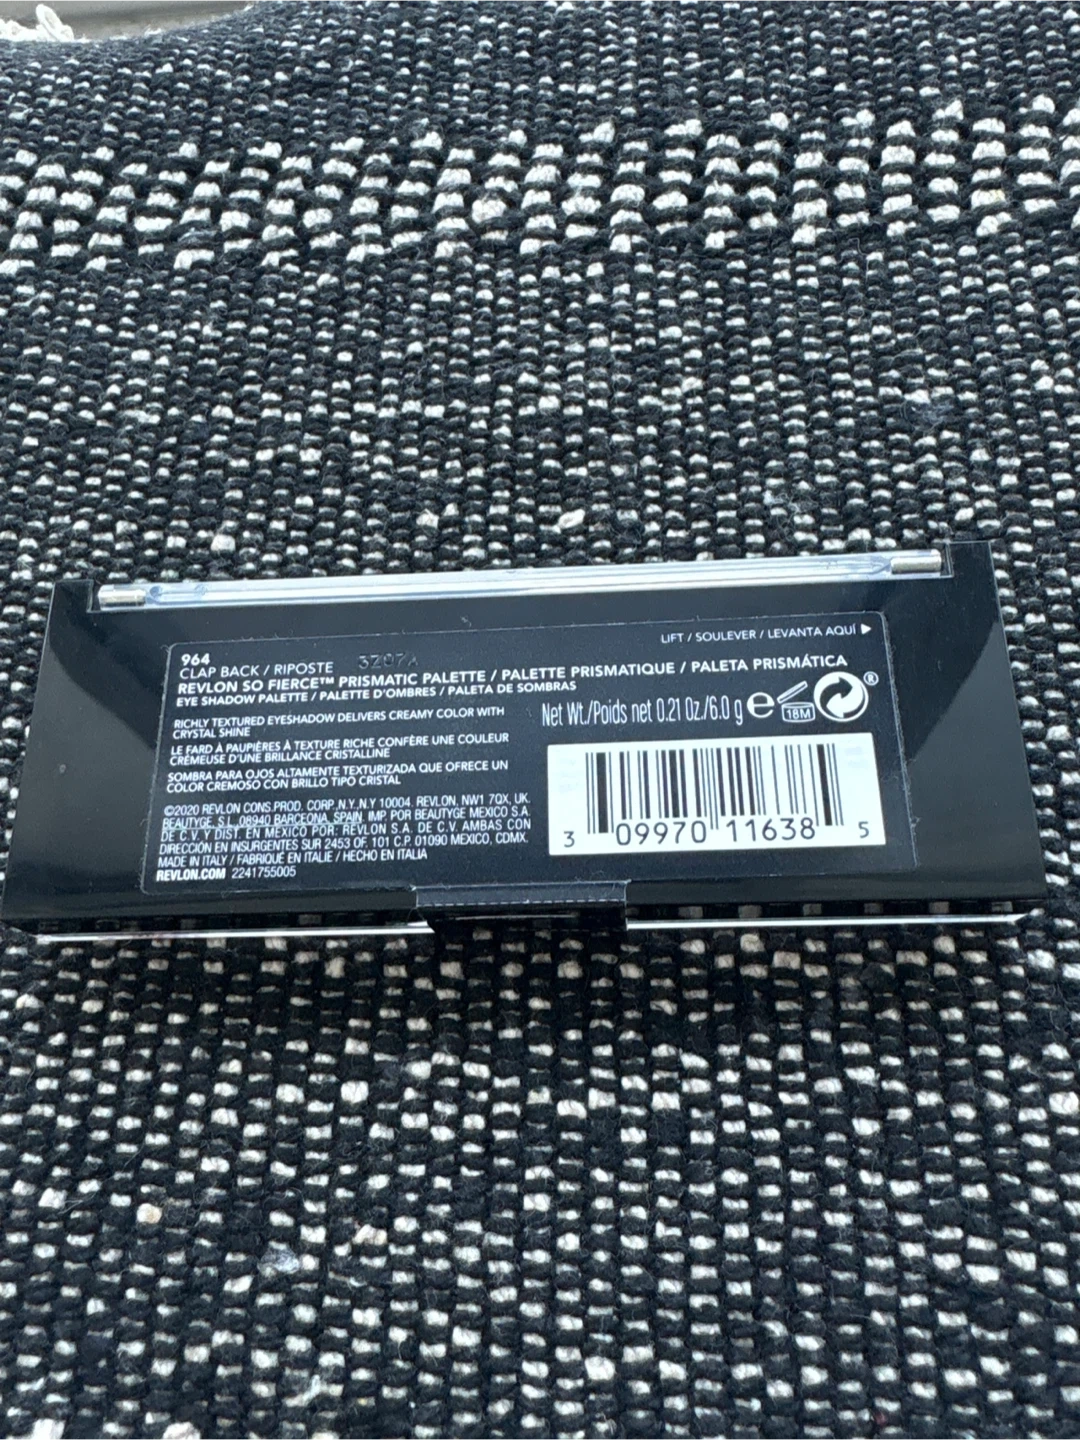 LIFT / SOULEVER / LEVANTA AQUÍ
964
CLAP BACK / RIPOSTE
REVLON SO FIERCE™ PRISMATIC PALETTE / PALETTE PRISMATIQUE / PALETA PRISMÁTICA
EYE SHADOW PALETTE / PALETTE D'OMBRES / PALETA DE SOMBRAS
RICHLY TEXTURED EYESHADOW DELIVERS CREAMY COLOR WITH
CRYSTAL SHINE
LE FARD À PAUPIÈRES À TEXTURE RICHE CONFÈRE UNE COULEUR
CRÉMEUSE D'UNE BRILLANCE CRISTALLINE
SOMBRA PARA OJOS ALTAMENTE TEXTURIZADA QUE OFRECE UN
COLOR CREMOSO CON BRILLO TIPO CRISTAL
©2020 REVLON CONS.PROD. CORP.,N.Y.,N.Y 10004. REVLON, NW1 7QX, UK.
BEAUTYGE, S.L.,08940 BARCEONA, SPAIN. IMP. POR BEAUTYGE MEXICO S.A.
DE C.V. Y DIST. EN MÉXICO POR: REVLON S.A. DE C.V. AMBAS CON
DIRECCIÓN EN INSURGENTES SUR 2453 OF. 101 C.P. 01090 MEXICO, CDMX.
MADE IN ITALY / FABRIQUÉ EN ITALIE / HECHO EN ITALIA
REVLON.COM 2241755005
Net Wt./Poids net 0.21 Oz./6.0 g e 18M ®
3 09970 11638 5